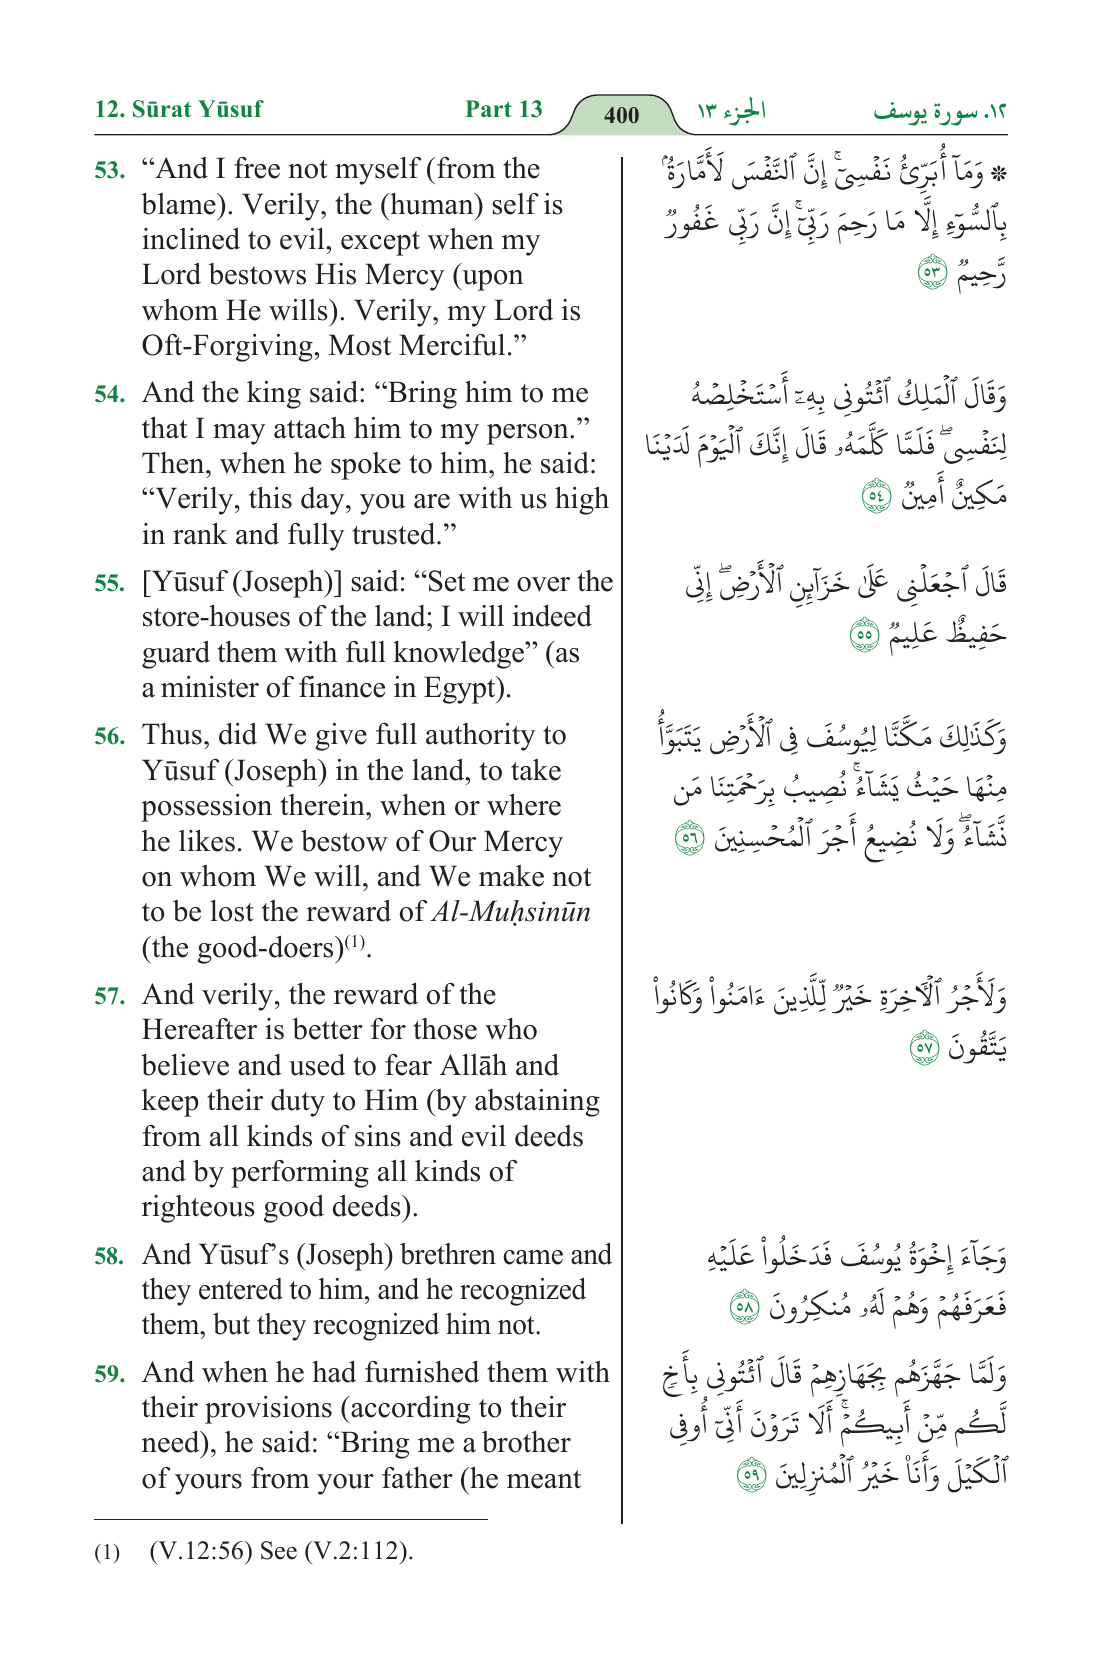 12. Sūrat Yūsuf
Part 13
400
الجزء ١٣
١٢. سورة يوسف
53. “And I free not myself (from the
blame). Verily, the (human) self is
inclined to evil, except when my
Lord bestows His Mercy (upon
whom He wills). Verily, my Lord is
Oft-Forgiving, Most Merciful.”
54. And the king said: “Bring him to me
that I may attach him to my person.”
Then, when he spoke to him, he said:
“Verily, this day, you are with us high
in rank and fully trusted.”
55. [Yūsuf (Joseph)] said: “Set me over the
store-houses of the land; I will indeed
guard them with full knowledge” (as
a minister of finance in Egypt).
56. Thus, did We give full authority to
Yūsuf (Joseph) in the land, to take
possession therein, when or where
he likes. We bestow of Our Mercy
on whom We will, and We make not
to be lost the reward of Al-Muḥsinūn
(the good-doers)(1).
57. And verily, the reward of the
Hereafter is better for those who
believe and used to fear Allāh and
keep their duty to Him (by abstaining
from all kinds of sins and evil deeds
and by performing all kinds of
righteous good deeds).
58. And Yūsuf’s (Joseph) brethren came and
they entered to him, and he recognized
them, but they recognized him not.
59. And when he had furnished them with
their provisions (according to their
need), he said: “Bring me a brother
of yours from your father (he meant
۞ وَمَآ أُبَرِّئُ نَفْسِىٓ ۚ إِنَّ ٱلنَّفْسَ لَأَمَّارَةٌۢ
بِٱلسُّوٓءِ إِلَّا مَا رَحِمَ رَبِّىٓ ۚ إِنَّ رَبِّى غَفُورٌ
رَّحِيمٌ ٥٣
وَقَالَ ٱلْمَلِكُ ٱئْتُونِى بِهِۦٓ أَسْتَخْلِصْهُ
لِنَفْسِى ۖ فَلَمَّا كَلَّمَهُۥ قَالَ إِنَّكَ ٱلْيَوْمَ لَدَيْنَا
مَكِينٌ أَمِينٌ ٥٤
قَالَ ٱجْعَلْنِى عَلَىٰ خَزَآئِنِ ٱلْأَرْضِ ۖ إِنِّى
حَفِيظٌ عَلِيمٌ ٥٥
وَكَذَٰلِكَ مَكَّنَّا لِيُوسُفَ فِى ٱلْأَرْضِ يَتَبَوَّأُ
مِنْهَا حَيْثُ يَشَآءُ ۚ نُصِيبُ بِرَحْمَتِنَا مَن
نَّشَآءُ ۖ وَلَا نُضِيعُ أَجْرَ ٱلْمُحْسِنِينَ ٥٦
وَلَأَجْرُ ٱلْـَٔاخِرَةِ خَيْرٌ لِّلَّذِينَ ءَامَنُوا۟ وَكَانُوا۟
يَتَّقُونَ ٥٧
وَجَآءَ إِخْوَةُ يُوسُفَ فَدَخَلُوا۟ عَلَيْهِ
فَعَرَفَهُمْ وَهُمْ لَهُۥ مُنكِرُونَ ٥٨
وَلَمَّا جَهَّزَهُم بِجَهَازِهِمْ قَالَ ٱئْتُونِى بِأَخٍ
لَّكُم مِّنْ أَبِيكُمْ ۚ أَلَا تَرَوْنَ أَنِّىٓ أُوفِى
ٱلْكَيْلَ وَأَنَا۠ خَيْرُ ٱلْمُنزِلِينَ ٥٩
(1) (V.12:56) See (V.2:112).